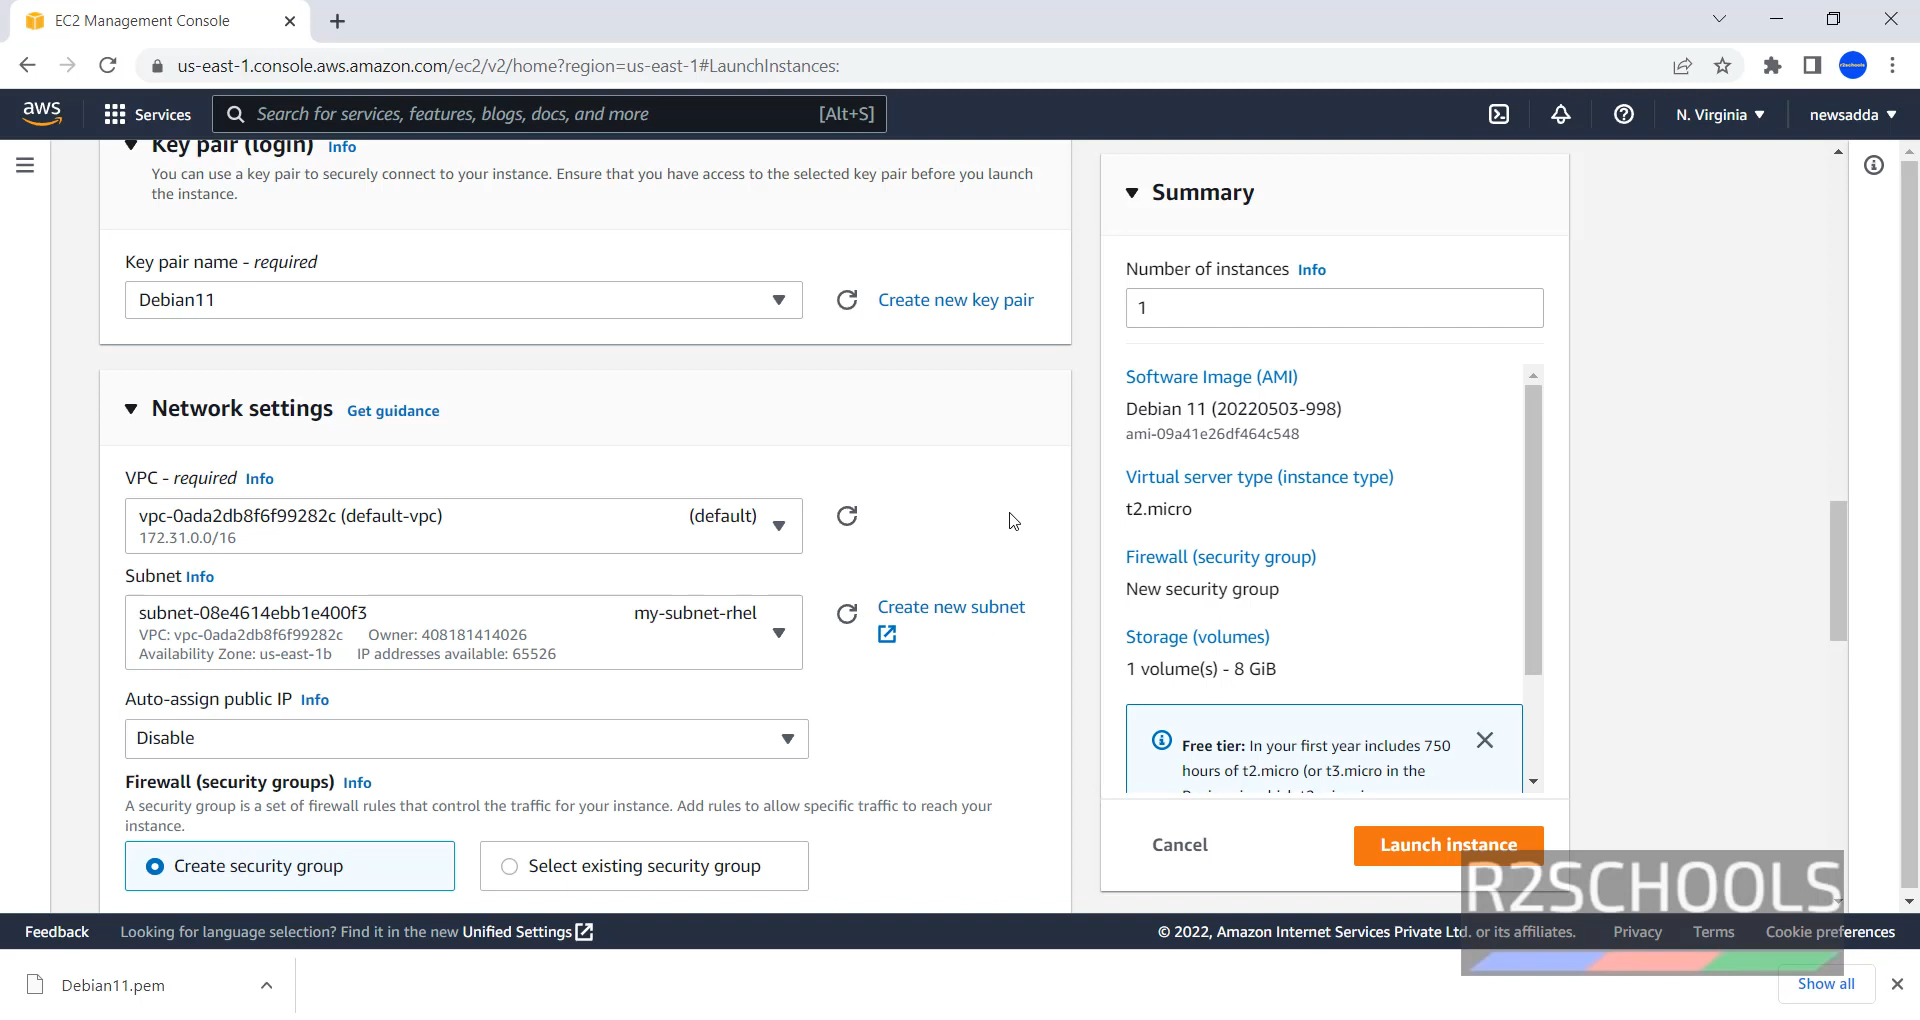 EC2 Management Console
us-east-1.console.aws.amazon.com/ec2/v2/home?region=us-east-1#LaunchInstances:
r2schools
aws
Services
Search for services, features, blogs, docs, and more
[Alt+S]
N. Virginia
newsadda
Key pair (login) Info
You can use a key pair to securely connect to your instance. Ensure that you have access to the selected key pair before you launch
the instance.
Key pair name - required
Debian11
Create new key pair
Network settings Get guidance
VPC - required Info
vpc-0ada2db8f6f99282c (default-vpc) (default)
172.31.0.0/16
Subnet Info
subnet-08e4614ebb1e400f3 my-subnet-rhel
VPC: vpc-0ada2db8f6f99282c Owner: 408181414026
Availability Zone: us-east-1b IP addresses available: 65526
Create new subnet
Auto-assign public IP Info
Disable
Firewall (security groups) Info
A security group is a set of firewall rules that control the traffic for your instance. Add rules to allow specific traffic to reach your
instance.
Create security group
Select existing security group
Summary
Number of instances Info
1
Software Image (AMI)
Debian 11 (20220503-998)
ami-09a41e26df464c548
Virtual server type (instance type)
t2.micro
Firewall (security group)
New security group
Storage (volumes)
1 volume(s) - 8 GiB
Free tier: In your first year includes 750
hours of t2.micro (or t3.micro in the
Cancel
Launch instance
R2SCHOOLS
Feedback
Looking for language selection? Find it in the new Unified Settings
© 2022, Amazon Internet Services Private Ltd. or its affiliates.
Privacy
Terms
Cookie preferences
Debian11.pem
Show all